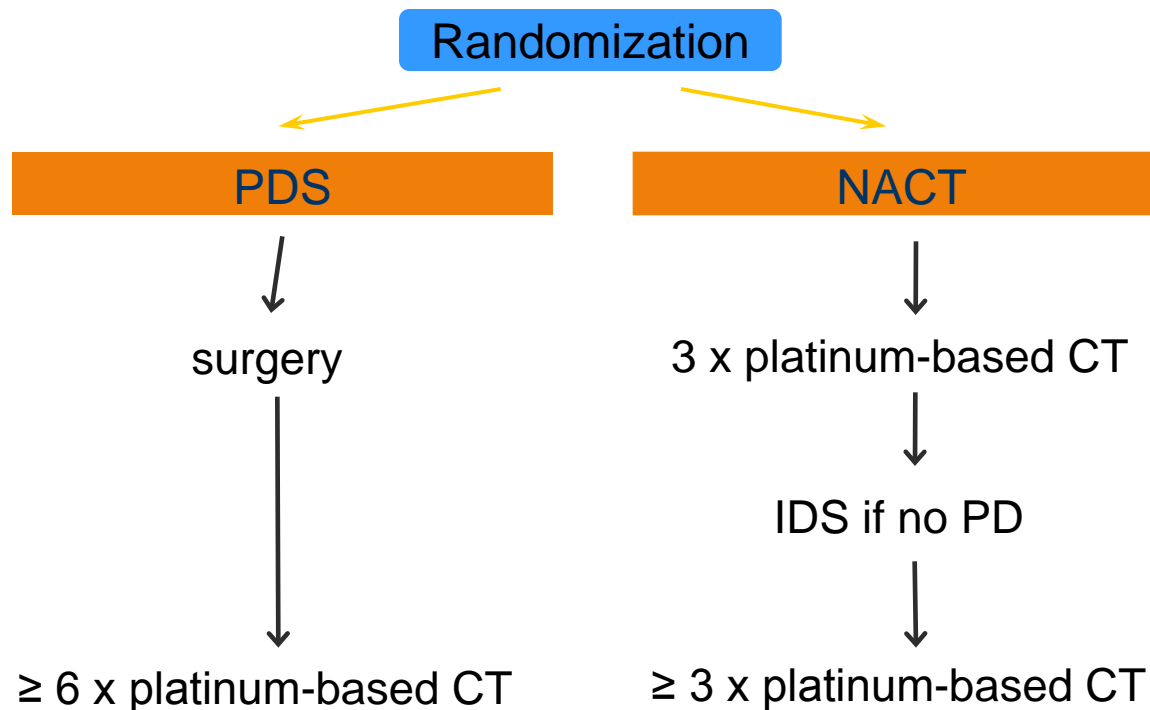 Randomization
PDS
NACT
surgery
3 x platinum-based CT
IDS if no PD
≥ 6 x platinum-based CT
≥ 3 x platinum-based CT